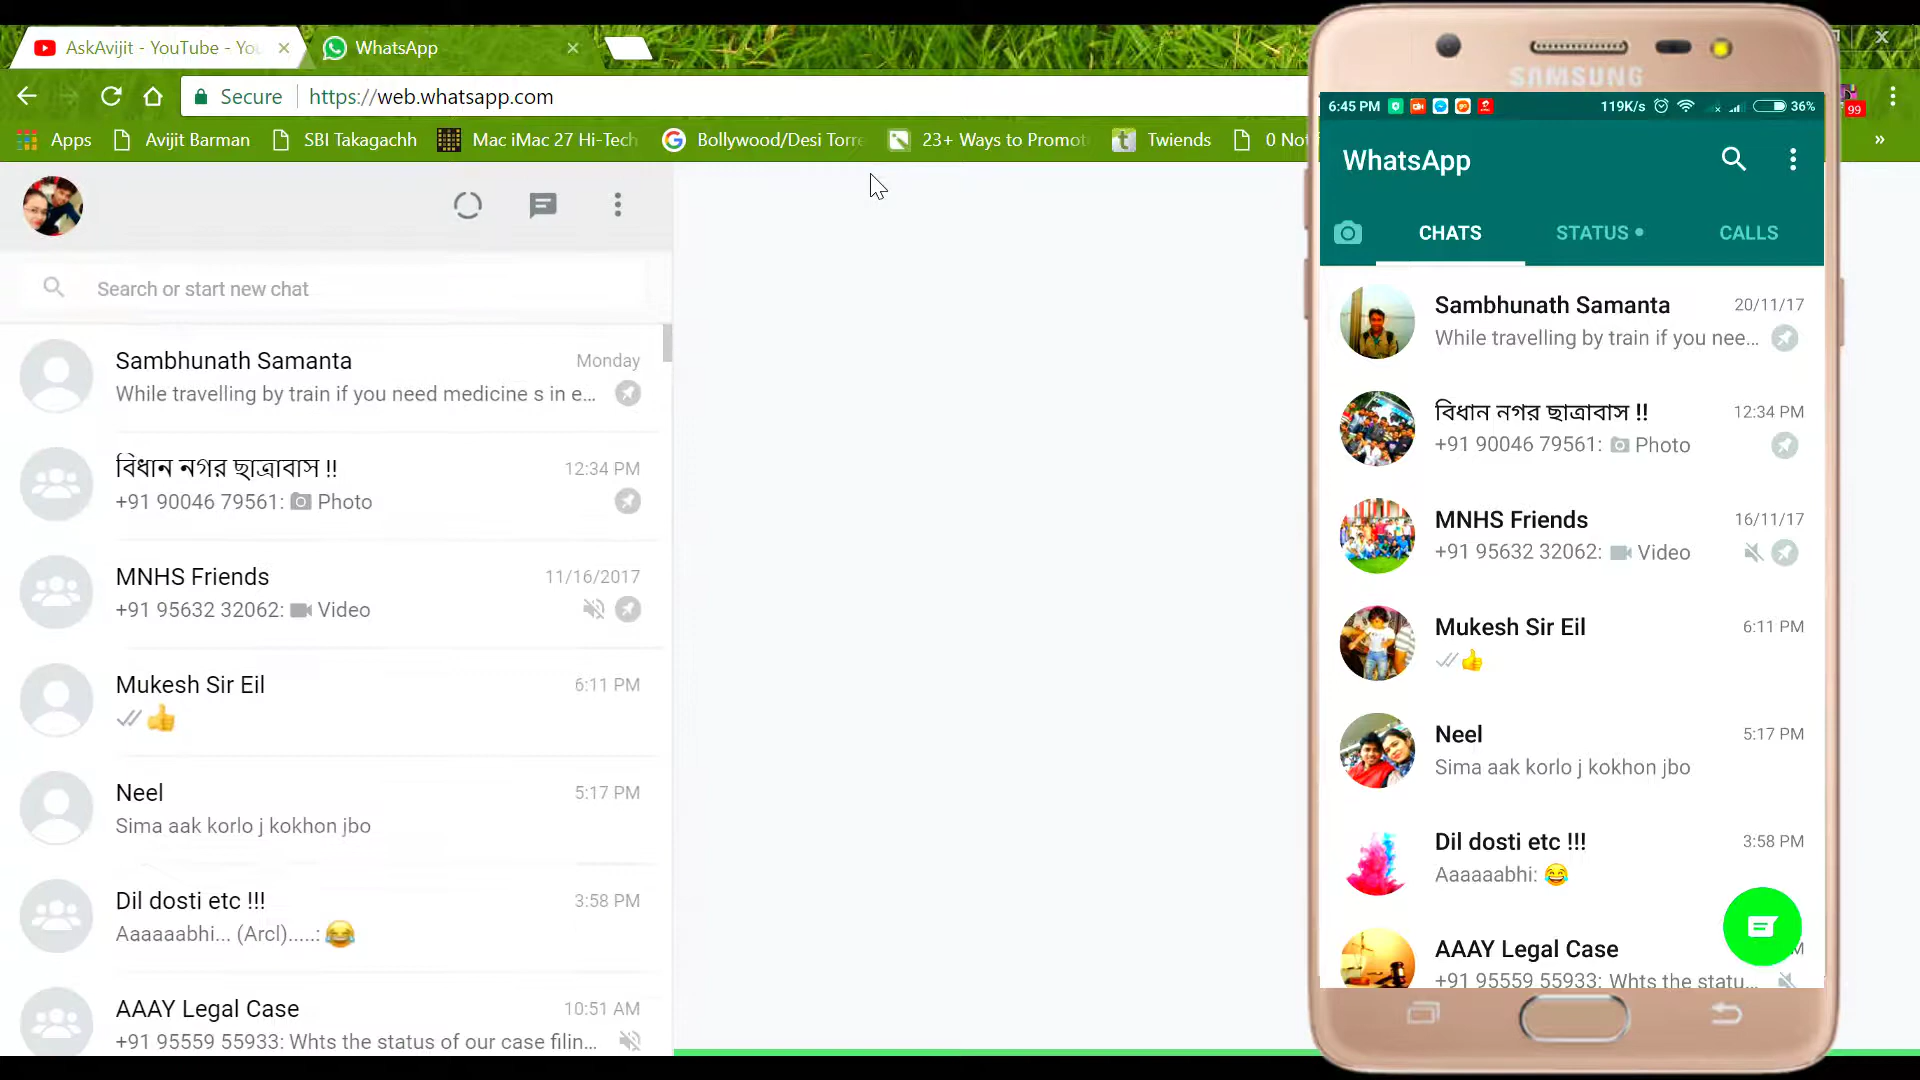 AskAvijit - YouTube - Yo
WhatsApp
Secure
https://web.whatsapp.com
Apps
Avijit Barman
SBI Takagachh
Mac iMac 27 Hi-Tech
Bollywood/Desi Torre
23+ Ways to Promot
Twiends
0 Not
»
99
Search or start new chat
Sambhunath Samanta
Monday
While travelling by train if you need medicine s in e...
বিধান নগর ছাত্রাবাস !!
12:34 PM
+91 90046 79561: Photo
MNHS Friends
11/16/2017
+91 95632 32062: Video
Mukesh Sir Eil
6:11 PM
Neel
5:17 PM
Sima aak korlo j kokhon jbo
Dil dosti etc !!!
3:58 PM
Aaaaaabhi... (Arcl).....: 😂
AAAY Legal Case
10:51 AM
+91 95559 55933: Whts the status of our case filin...
SAMSUNG
6:45 PM
119K/s
36%
WhatsApp
CHATS
STATUS •
CALLS
Sambhunath Samanta
20/11/17
While travelling by train if you nee...
বিধান নগর ছাত্রাবাস !!
12:34 PM
+91 90046 79561: Photo
MNHS Friends
16/11/17
+91 95632 32062: Video
Mukesh Sir Eil
6:11 PM
Neel
5:17 PM
Sima aak korlo j kokhon jbo
Dil dosti etc !!!
3:58 PM
Aaaaaabhi: 😂
AAAY Legal Case
+91 95559 55933: Whts the statu...